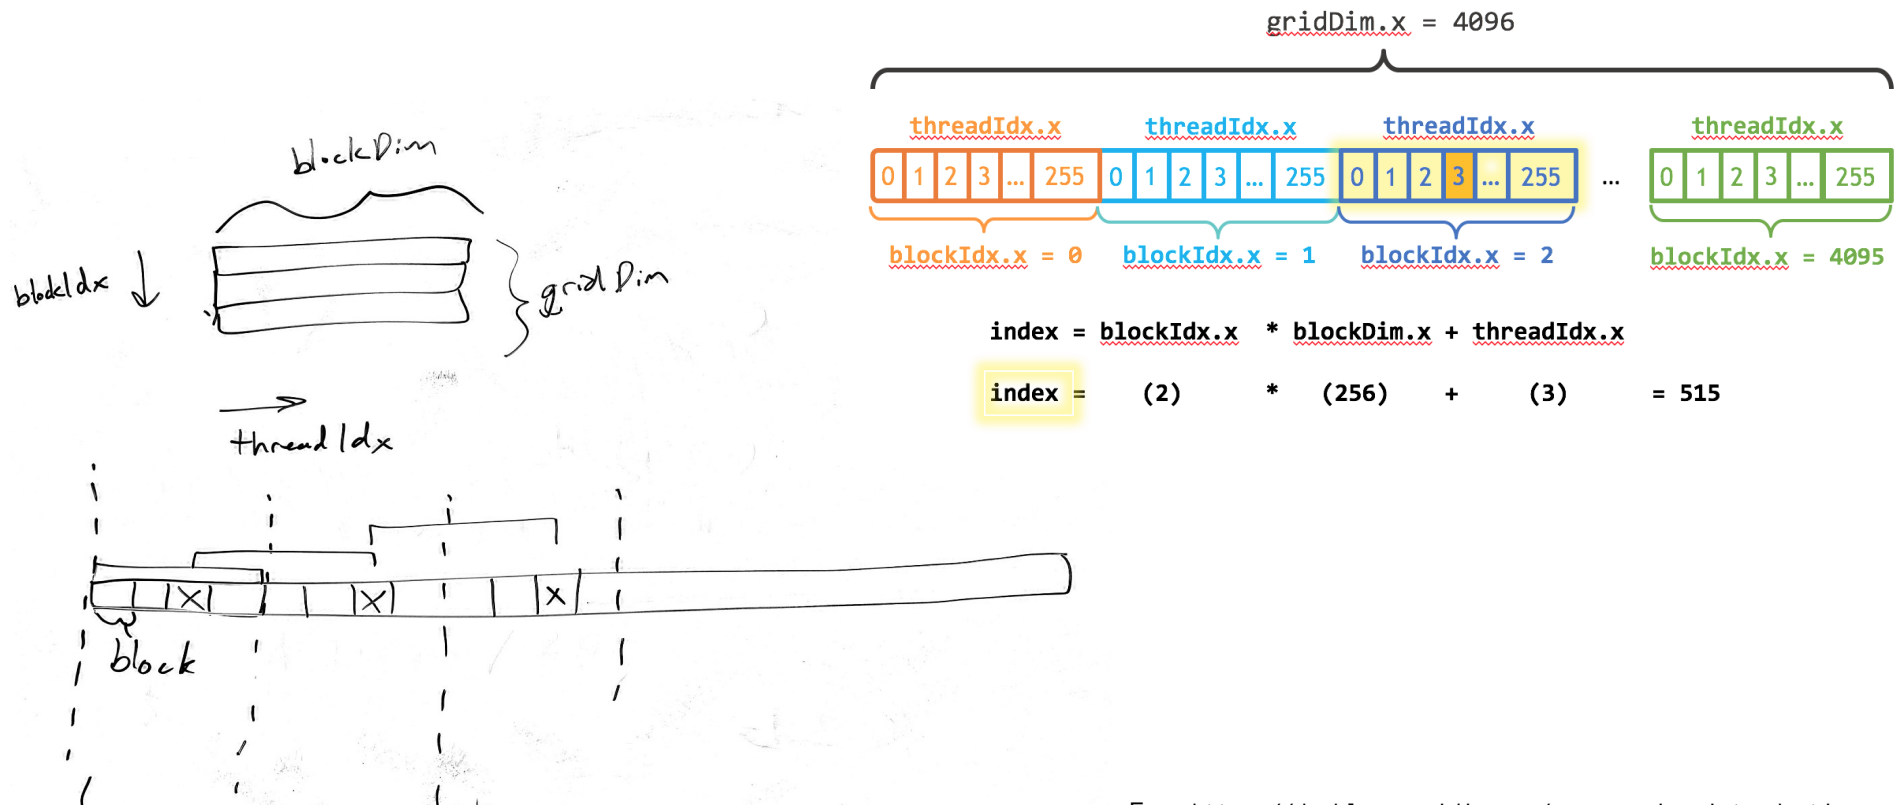 blockDim
blockIdx
gridDim
threadIdx
block
gridDim.x = 4096
threadIdx.x threadIdx.x threadIdx.x threadIdx.x
0 1 2 3 ... 255 0 1 2 3 ... 255 0 1 2 3 ... 255 ... 0 1 2 3 ... 255
blockIdx.x = 0 blockIdx.x = 1 blockIdx.x = 2 blockIdx.x = 4095
index = blockIdx.x * blockDim.x + threadIdx.x
index = (2) * (256) + (3) = 515